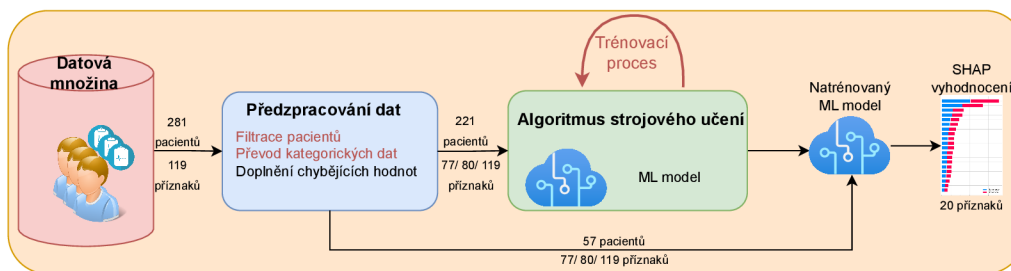 Datová
množina
281
pacientů
119
příznaků
Předzpracování dat
Filtrace pacientů
Převod kategorických dat
Doplnění chybějících hodnot
221
pacientů
77/ 80/ 119
příznaků
Trénovací
proces
Algoritmus strojového učení
ML model
Natrénovaný
ML model
SHAP
vyhodnocení
20 příznaků
57 pacientů
77/ 80/ 119 příznaků